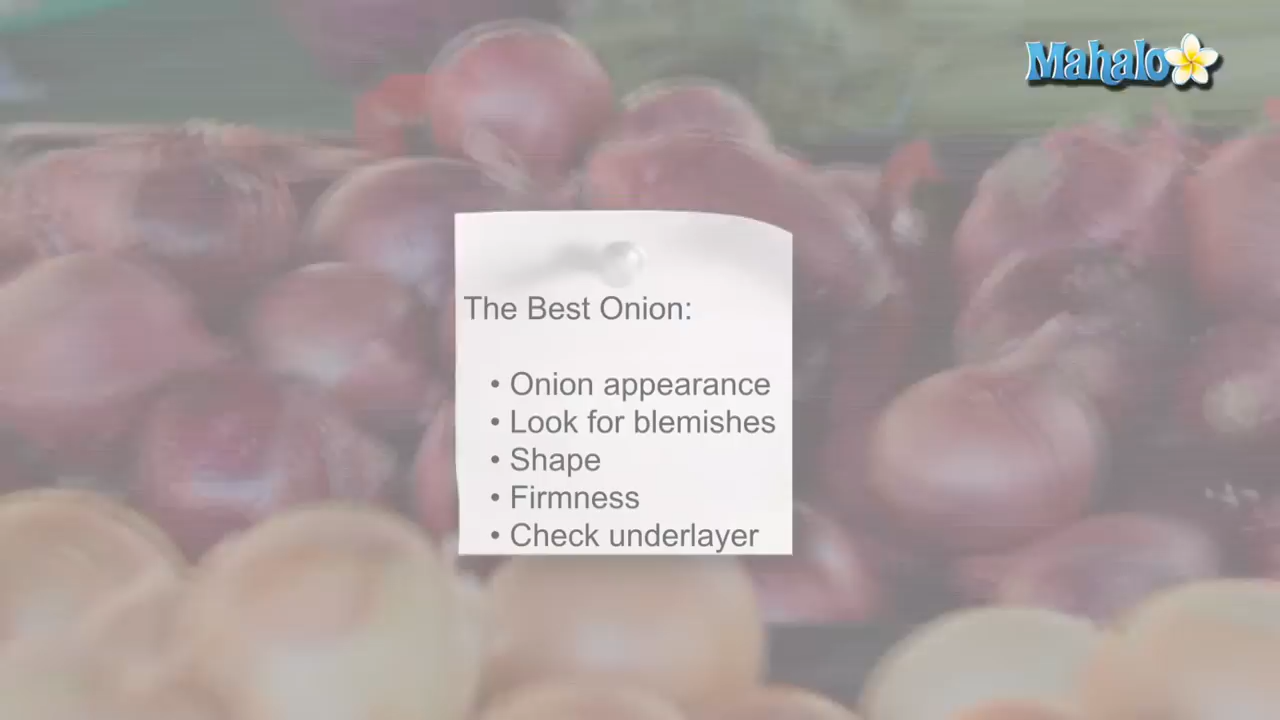 Mahalo
The Best Onion:
• Onion appearance
• Look for blemishes
• Shape
• Firmness
• Check underlayer